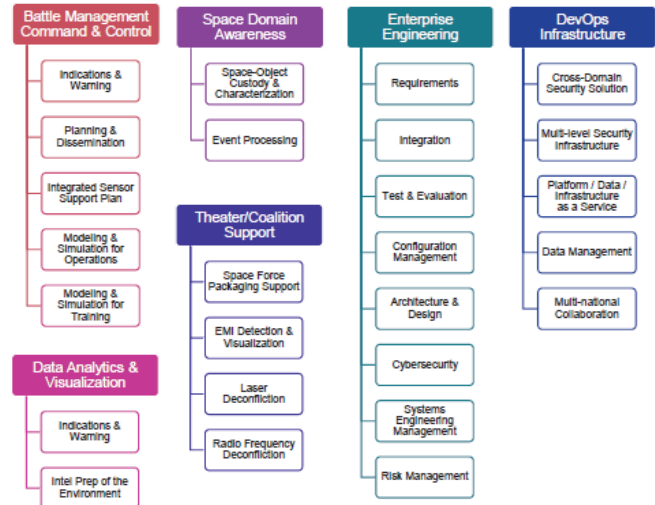 Battle Management
Command & Control
Indications &
Warning
Planning &
Dissemination
Integrated Sensor
Support Plan
Modeling &
Simulation for
Operations
Modeling &
Simulation for
Training
Data Analytics &
Visualization
Indications &
Warning
Intel Prep of the
Environment
Space Domain
Awareness
Space-Object
Custody &
Characterization
Event Processing
Theater/Coalition
Support
Space Force
Packaging Support
EMI Detection &
Visualization
Laser
Deconfliction
Radio Frequency
Deconfliction
Enterprise
Engineering
Requirements
Integration
Test & Evaluation
Configuration
Management
Architecture &
Design
Cybersecurity
Systems
Engineering
Management
Risk Management
DevOps
Infrastructure
Cross-Domain
Security Solution
Multi-level Security
Infrastructure
Platform / Data /
Infrastructure
as a Service
Data Management
Multi-national
Collaboration